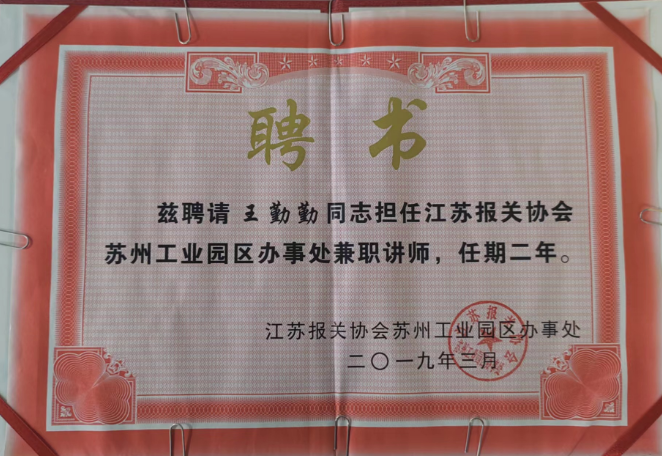 聘书
兹聘请王勤勤同志担任江苏报关协会
苏州工业园区办事处兼职讲师，任期二年。
江苏报关协会苏州工业园区办事处
二〇一九年三月